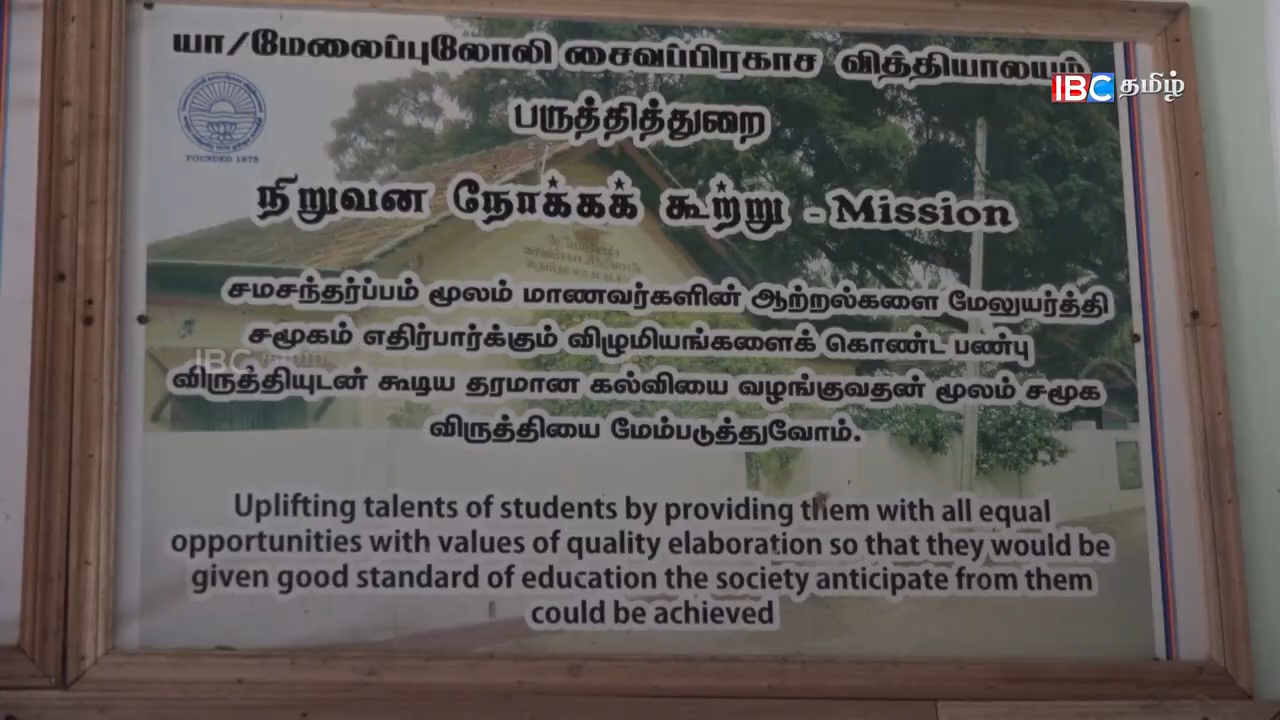 யா/மேலைப்புலோலி சைவப்பிரகாச வித்தியாலயம்
IBC தமிழ்
பருத்தித்துறை
FOUNDED 1875
நிறுவன நோக்கக் கூற்று - Mission
சமசந்தர்ப்பம் மூலம் மாணவர்களின் ஆற்றல்களை மேலுயர்த்தி
சமூகம் எதிர்பார்க்கும் விழுமியங்களைக் கொண்ட பண்பு
IBC தமிழ்
விருத்தியுடன் கூடிய தரமான கல்வியை வழங்குவதன் மூலம் சமூக
விருத்தியை மேம்படுத்துவோம்.
Uplifting talents of students by providing them with all equal
opportunities with values of quality elaboration so that they would be
given good standard of education the society anticipate from them
could be achieved